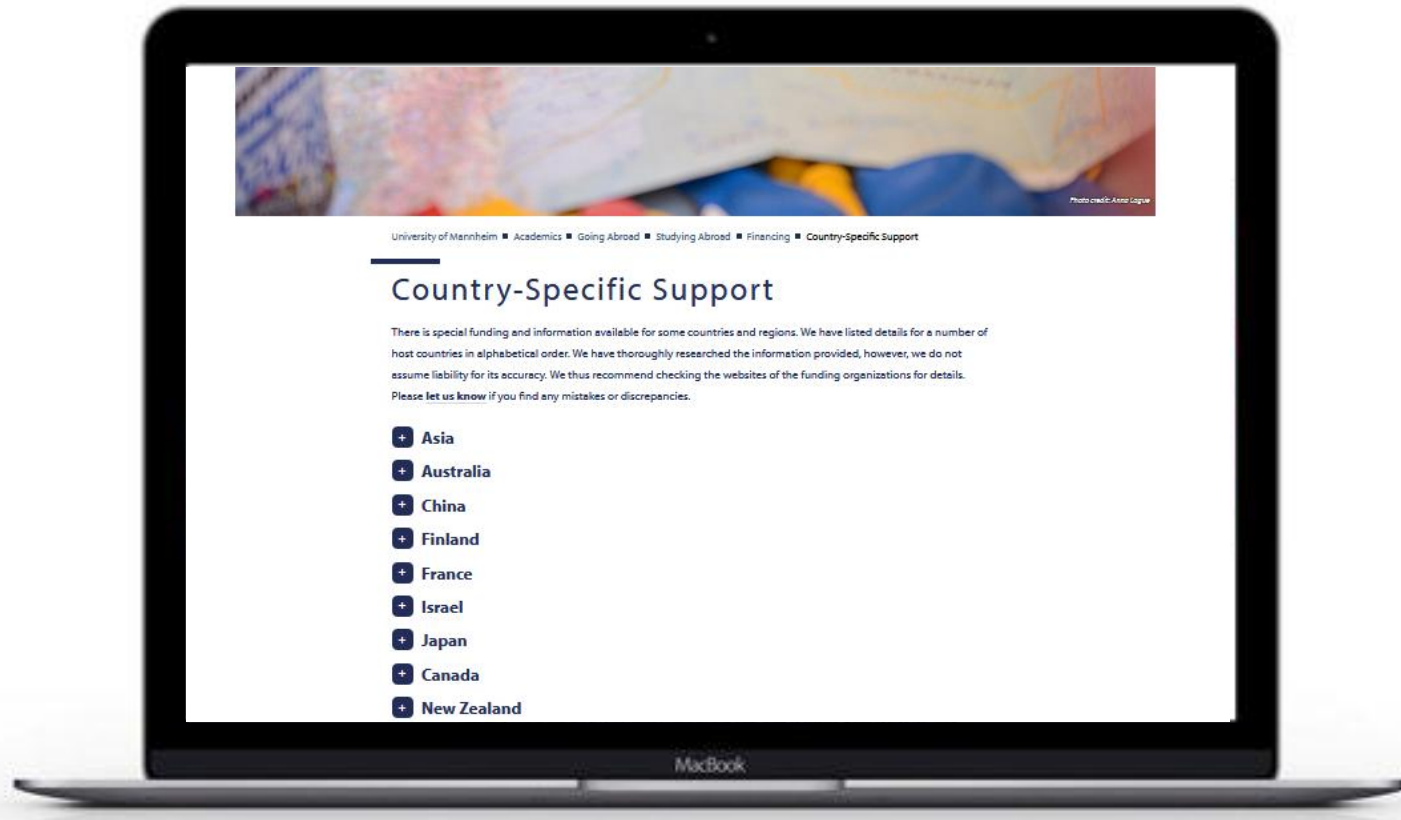 Photo credit: Anna Logue
University of Mannheim ■ Academics ■ Going Abroad ■ Studying Abroad ■ Financing ■ Country-Specific Support
Country-Specific Support
There is special funding and information available for some countries and regions. We have listed details for a number of
host countries in alphabetical order. We have thoroughly researched the information provided, however, we do not
assume liability for its accuracy. We thus recommend checking the websites of the funding organizations for details.
Please let us know if you find any mistakes or discrepancies.
+ Asia
+ Australia
+ China
+ Finland
+ France
+ Israel
+ Japan
+ Canada
+ New Zealand
MacBook